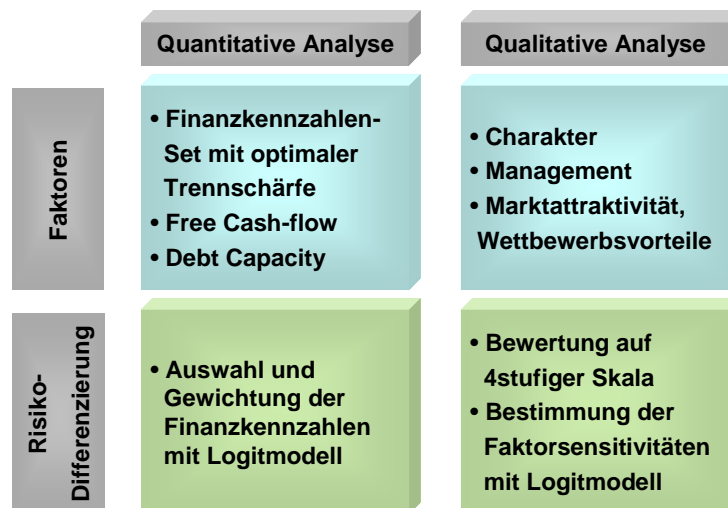 Quantitative Analyse
Qualitative Analyse
Faktoren
• Finanzkennzahlen-
Set mit optimaler
Trennschärfe
• Free Cash-flow
• Debt Capacity
• Charakter
• Management
• Marktattraktivität,
Wettbewerbsvorteile
Risiko-
Differenzierung
• Auswahl und
Gewichtung der
Finanzkennzahlen
mit Logitmodell
• Bewertung auf
4stufiger Skala
• Bestimmung der
Faktorsensitivitäten
mit Logitmodell